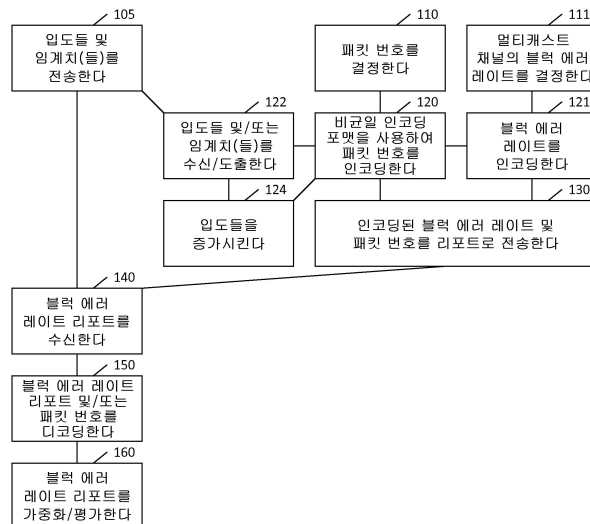 105
입도들 및
임계치(들)를
전송한다
110
패킷 번호를
결정한다
111
멀티캐스트
채널의 블럭 에러
레이트를 결정한다
122
입도들 및/또는
임계치(들)를
수신/도출한다
120
비균일 인코딩
포맷을 사용하여
패킷 번호를
인코딩한다
121
블럭 에러
레이트를
인코딩한다
124
입도들을
증가시킨다
130
인코딩된 블럭 에러 레이트 및
패킷 번호를 리포트로 전송한다
140
블럭 에러
레이트 리포트를
수신한다
150
블럭 에러 레이트
리포트 및/또는
패킷 번호를
디코딩한다
160
블럭 에러
레이트 리포트를
가중화/평가한다